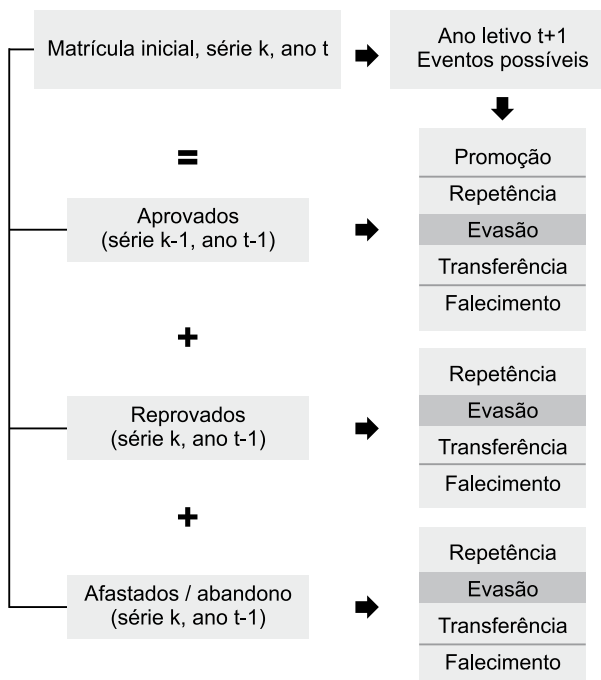 Matrícula inicial, série k, ano t
Ano letivo t+1
Eventos possíveis
=
Aprovados
(série k-1, ano t-1)
Promoção
Repetência
Evasão
Transferência
Falecimento
+
Reprovados
(série k, ano t-1)
Repetência
Evasão
Transferência
Falecimento
+
Afastados / abandono
(série k, ano t-1)
Repetência
Evasão
Transferência
Falecimento